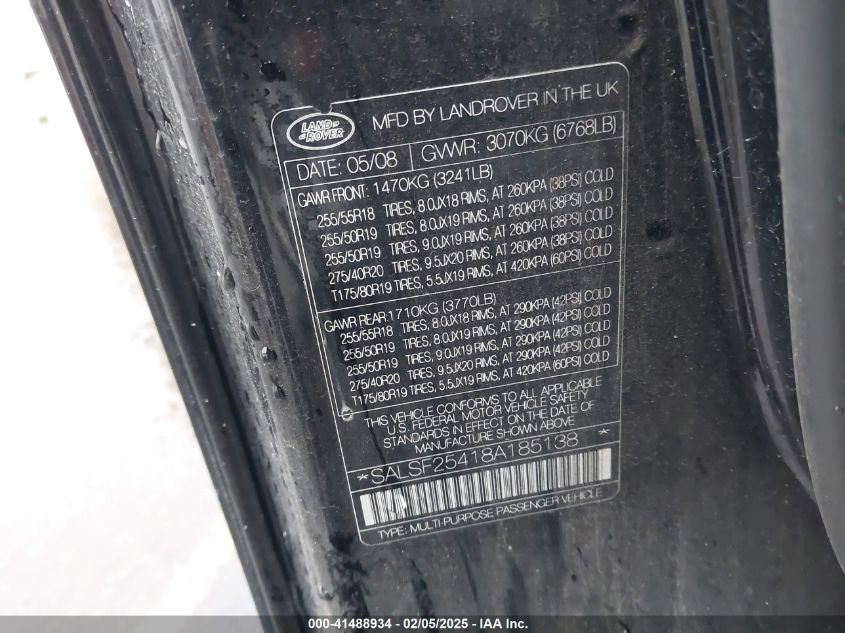 LAND
ROVER
MFD BY LANDROVER IN THE UK
DATE: 05/08 GVWR: 3070KG (6768LB)
GAWR FRONT: 1470KG (3241LB)
255/55R18 TIRES, 8.0JX18 RIMS, AT 260KPA (38PSI) COLD
255/50R19 TIRES, 8.0JX19 RIMS, AT 260KPA (38PSI) COLD
255/50R19 TIRES, 9.0JX19 RIMS, AT 260KPA (38PSI) COLD
275/40R20 TIRES, 9.5JX20 RIMS, AT 260KPA (38PSI) COLD
T175/80R19 TIRES, 5.5JX19 RIMS, AT 420KPA (60PSI) COLD
GAWR REAR: 1710KG (3770LB)
255/55R18 TIRES, 8.0JX18 RIMS, AT 290KPA (42PSI) COLD
255/50R19 TIRES, 8.0JX19 RIMS, AT 290KPA (42PSI) COLD
255/50R19 TIRES, 9.0JX19 RIMS, AT 290KPA (42PSI) COLD
275/40R20 TIRES, 9.5JX20 RIMS, AT 290KPA (42PSI) COLD
T175/80R19 TIRES, 5.5JX19 RIMS, AT 420KPA (60PSI) COLD
THIS VEHICLE CONFORMS TO ALL APPLICABLE
U.S. FEDERAL MOTOR VEHICLE SAFETY
STANDARDS IN EFFECT ON THE DATE OF
MANUFACTURE SHOWN ABOVE
*SALSF25418A185138 *
TYPE: MULTI-PURPOSE PASSENGER VEHICLE
000-41488934 - 02/05/2025 - IAA Inc.